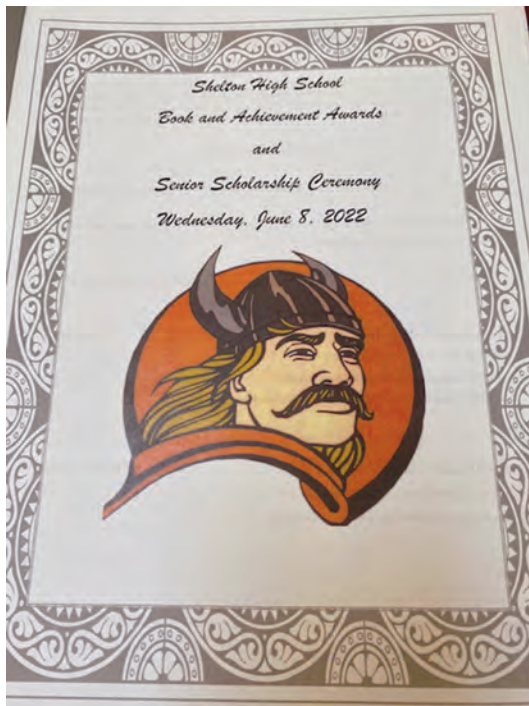 Shelton High School
Book and Achievement Awards
and
Senior Scholarship Ceremony
Wednesday, June 8, 2022